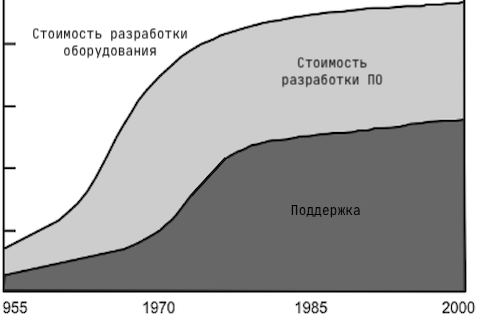 Стоимость разработки
оборудования
Стоимость
разработки ПО
Поддержка
955 1970 1985 2000